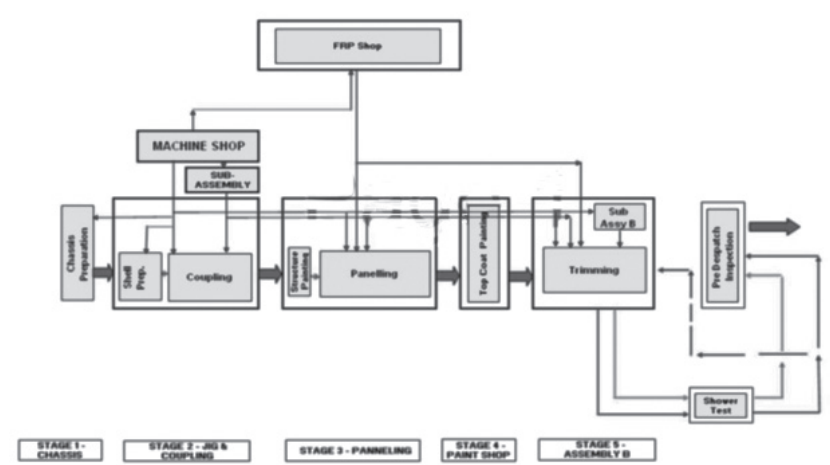 FRP Shop
MACHINE SHOP
SUB-
ASSEMBLY
Chassis
Preparation
Shell
Prep.
Coupling
Structure
Painting
Panelling
Top Coat Painting
Sub
Assy B
Trimming
Pre Despatch
Inspection
Shower
Test
STAGE 1 -
CHASSIS
STAGE 2 - JIG &
COUPLING
STAGE 3 - PANNELING
STAGE 4 -
PAINT SHOP
STAGE 5 -
ASSEMBLY B